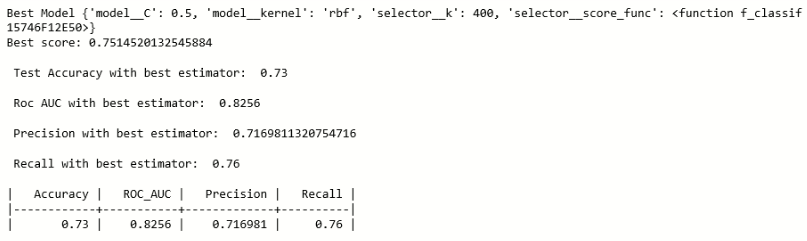 Best Model {'model__C': 0.5, 'model__kernel': 'rbf', 'selector__k': 400, 'selector__score_func': <function f_classif
15746F12E50>}
Best score: 0.7514520132545884
Test Accuracy with best estimator:  0.73
Roc AUC with best estimator:  0.8256
Precision with best estimator:  0.7169811320754716
Recall with best estimator:  0.76
|   Accuracy |   ROC_AUC |   Precision |   Recall |
|------------+-----------+-------------+----------|
|       0.73 |    0.8256 |    0.716981 |     0.76 |